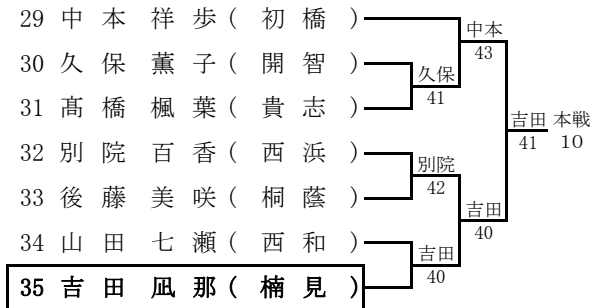 29 中 本 祥 歩 ( 初 橋 )
中本
43
30 久 保 薫 子 ( 開 智 )
久保
41
31 髙 橋 楓 葉 ( 貴 志 )
吉田 本戦
41 10
32 別 院 百 香 ( 西 浜 )
別院
42
33 後 藤 美 咲 ( 桐 蔭 )
吉田
40
34 山 田 七 瀬 ( 西 和 )
吉田
40
35 吉 田 凪 那 ( 楠 見 )